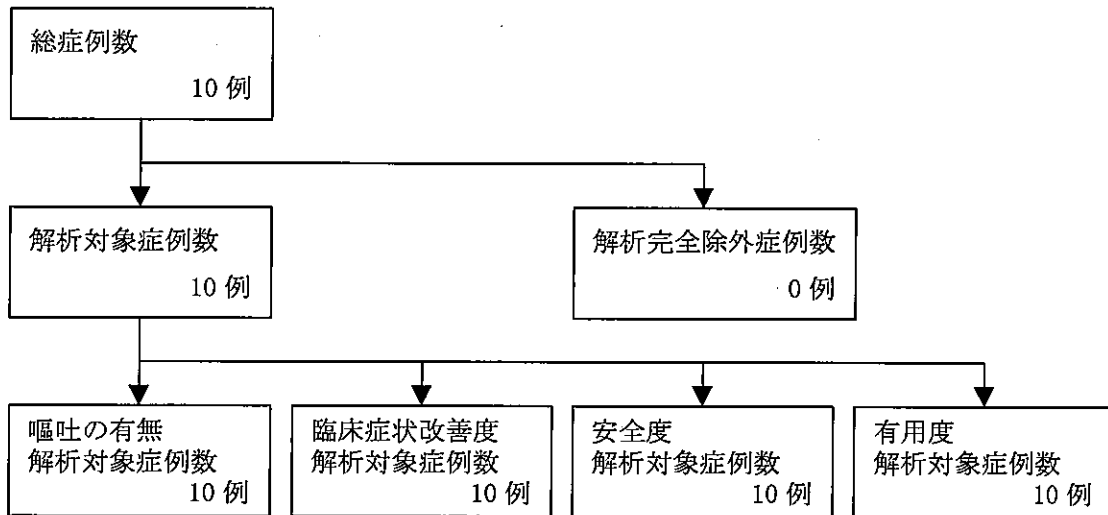 総症例数
10 例
解析対象症例数
10 例
解析完全除外症例数
0 例
嘔吐の有無
解析対象症例数
10 例
臨床症状改善度
解析対象症例数
10 例
安全度
解析対象症例数
10 例
有用度
解析対象症例数
10 例